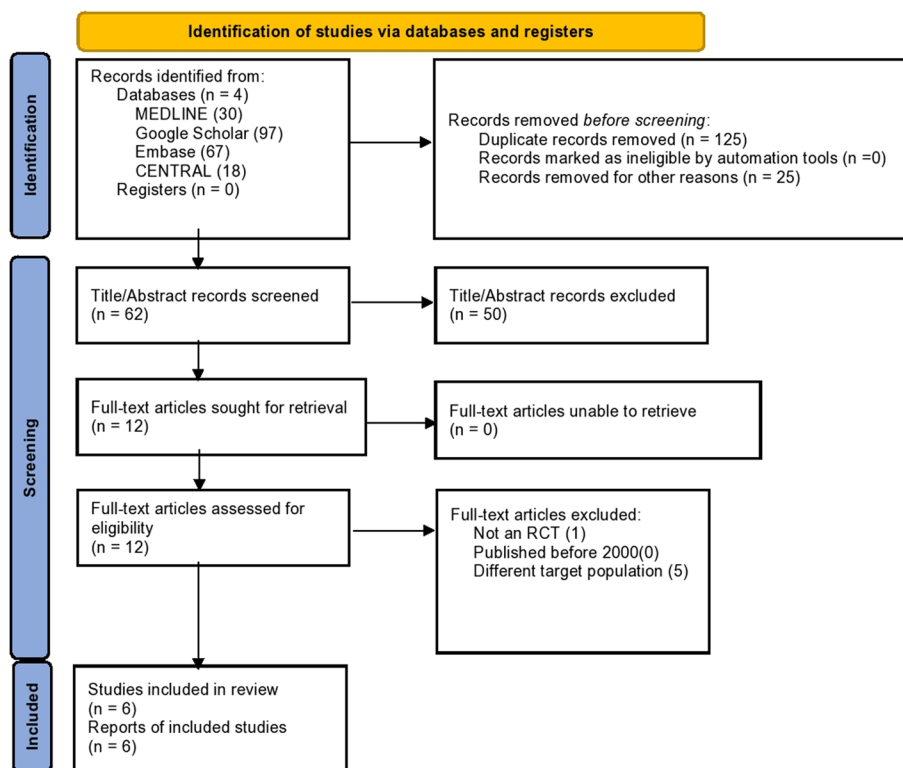 Identification of studies via databases and registers
Identification
Records identified from:
Databases (n = 4)
MEDLINE (30)
Google Scholar (97)
Embase (67)
CENTRAL (18)
Registers (n = 0)
Records removed before screening:
Duplicate records removed (n = 125)
Records marked as ineligible by automation tools (n =0)
Records removed for other reasons (n = 25)
Screening
Title/Abstract records screened
(n = 62)
Title/Abstract records excluded
(n = 50)
Full-text articles sought for retrieval
(n = 12)
Full-text articles unable to retrieve
(n = 0)
Full-text articles assessed for
eligibility
(n = 12)
Full-text articles excluded:
Not an RCT (1)
Published before 2000(0)
Different target population (5)
Included
Studies included in review
(n = 6)
Reports of included studies
(n = 6)